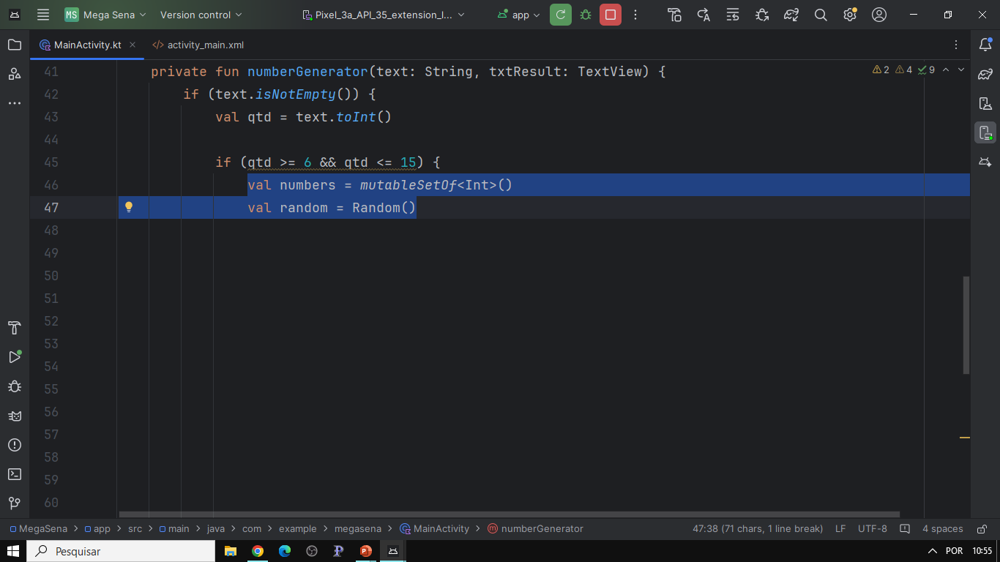 MS Mega Sena Version control Pixel_3a_API_35_extension_l... app
MainActivity.kt activity_main.xml
41 private fun numberGenerator(text: String, txtResult: TextView) { 2 4 9
42 if (text.isNotEmpty()) {
43 val qtd = text.toInt()
44
45 if (qtd >= 6 && qtd <= 15) {
46 val numbers = mutableSetOf<Int>()
47 val random = Random()
48
49
50
51
52
53
54
55
56
57
58
59
60
MegaSena > app > src > main > java > com > example > megasena > MainActivity > numberGenerator 47:38 (71 chars, 1 line break) LF UTF-8 4 spaces
Pesquisar POR 10:55